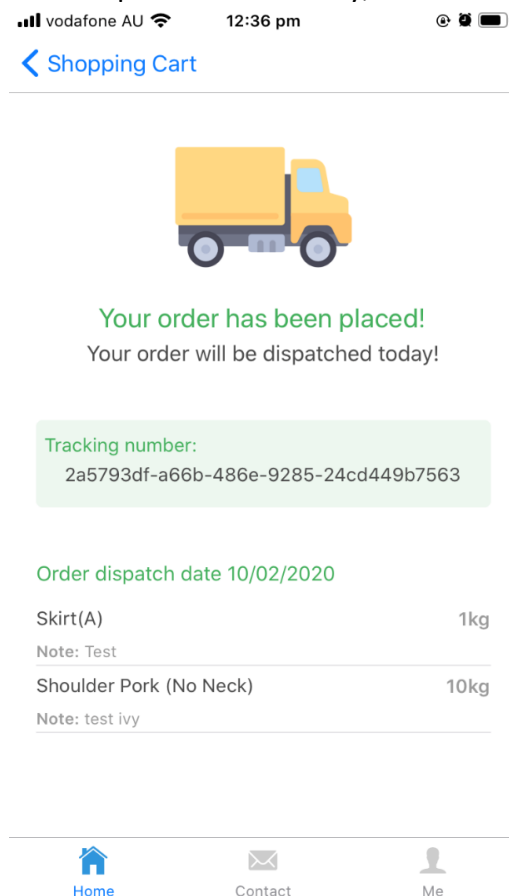 vodafone AU 12:36 pm
Shopping Cart
Your order has been placed!
Your order will be dispatched today!
Tracking number:
2a5793df-a66b-486e-9285-24cd449b7563
Order dispatch date 10/02/2020
Skirt(A) 1kg
Note: Test
Shoulder Pork (No Neck) 10kg
Note: test ivy
Home Contact Me